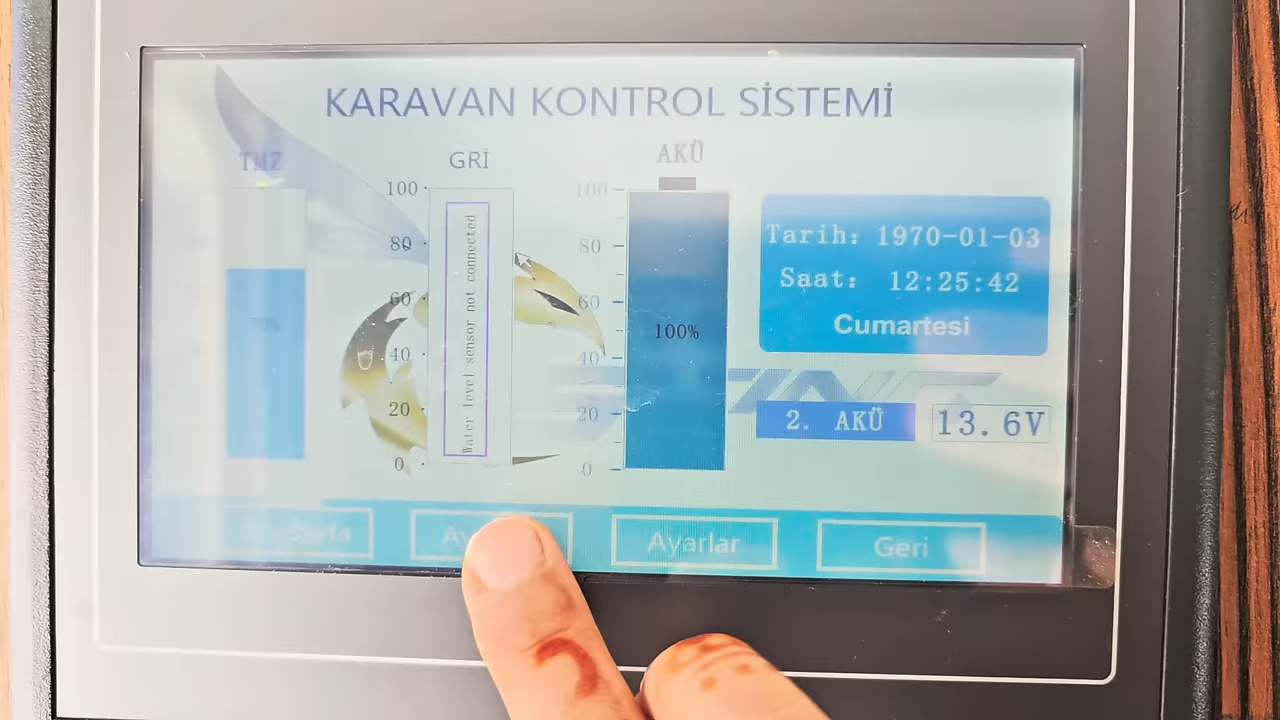 KARAVAN KONTROL SİSTEMİ
TMZ
GRİ
AKÜ
100
80
60
40
20
0
Water level sensor not connected
100
80
60
40
20
0
70%
100%
Tarih: 1970-01-03
Saat: 12:25:42
Cumartesi
2. AKÜ 13.6V
Ayarlar
Geri